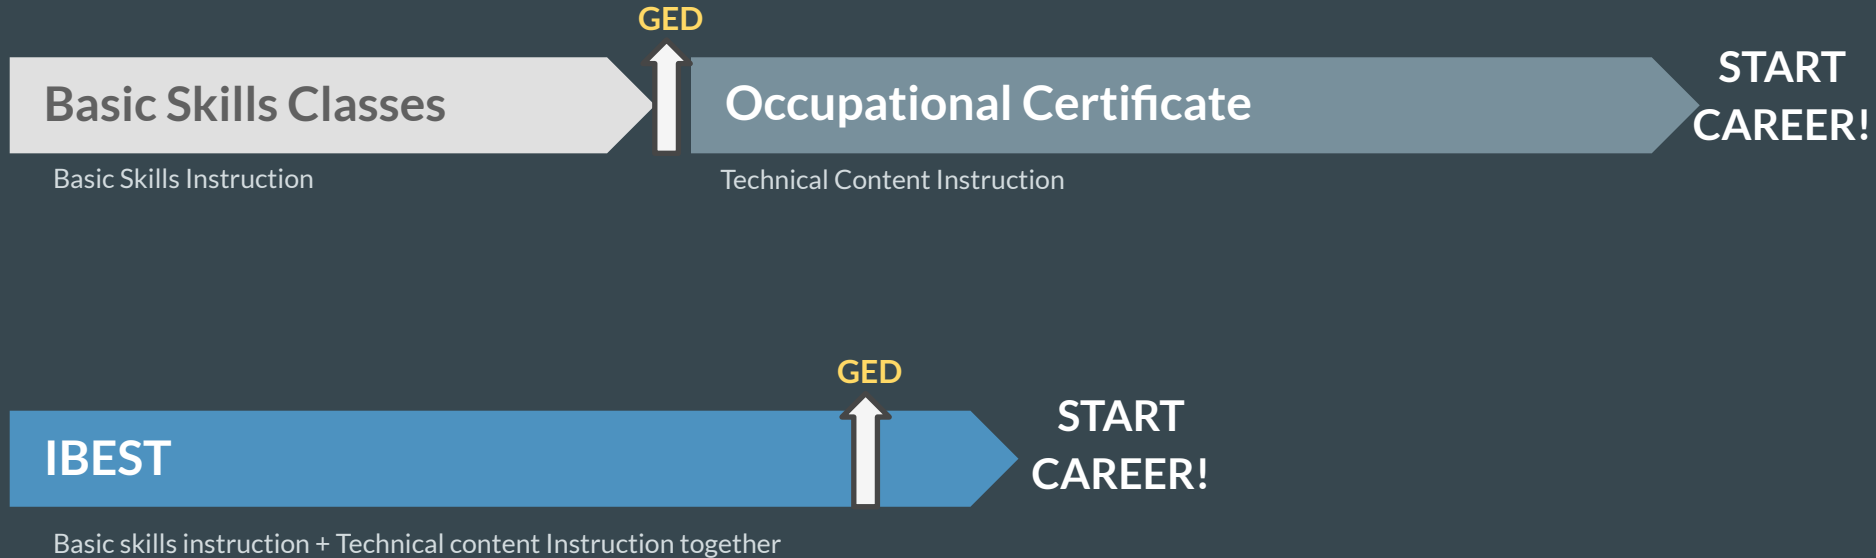 GED
Basic Skills Classes
Occupational Certificate
START
CAREER!
Basic Skills Instruction
Technical Content Instruction
GED
IBEST
START
CAREER!
Basic skills instruction + Technical content Instruction together